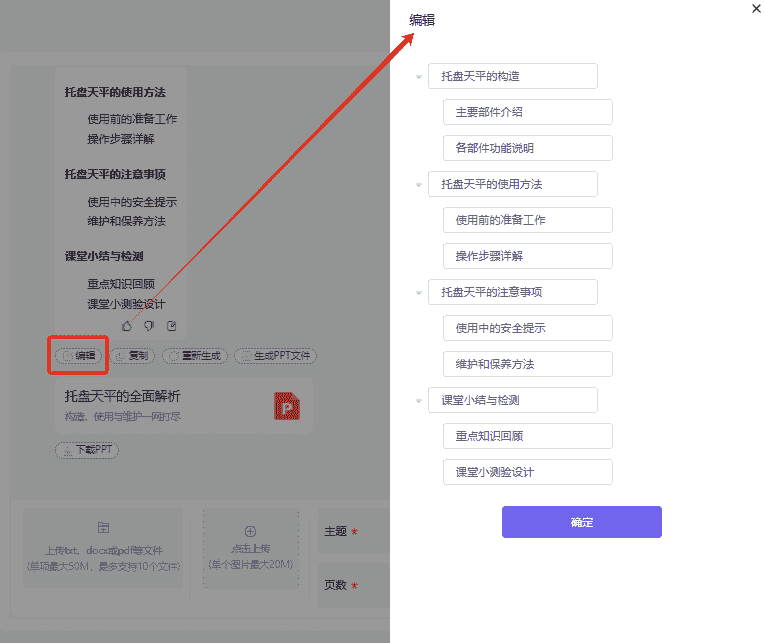 托盘天平的使用方法
使用前的准备工作
操作步骤详解
托盘天平的注意事项
使用中的安全提示
维护和保养方法
课堂小结与检测
重点知识回顾
课堂小测验设计
编辑
复制
重新生成
生成PPT文件
托盘天平的全面解析
构造、使用与维护一网打尽
P
下载PPT
上传txt、docx或pdf等文件
(单项最大50M，最多支持10个文件)
点击上传
(单个图片最大20M)
主题 *
页数 *
编辑
托盘天平的构造
主要部件介绍
各部件功能说明
托盘天平的使用方法
使用前的准备工作
操作步骤详解
托盘天平的注意事项
使用中的安全提示
维护和保养方法
课堂小结与检测
重点知识回顾
课堂小测验设计
确定